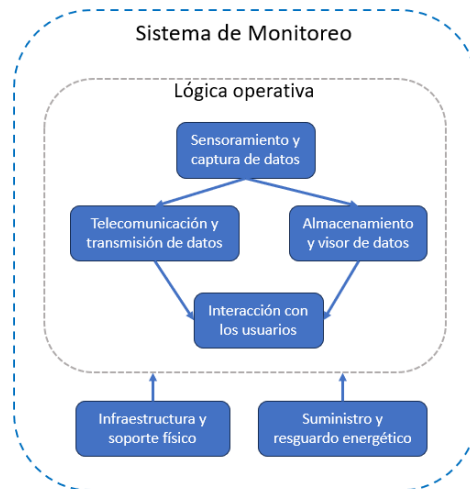 Sistema de Monitoreo
Lógica operativa
Sensoramiento y
captura de datos
Telecomunicación y
transmisión de datos
Almacenamiento
y visor de datos
Interacción con
los usuarios
Infraestructura y
soporte físico
Suministro y
resguardo energético